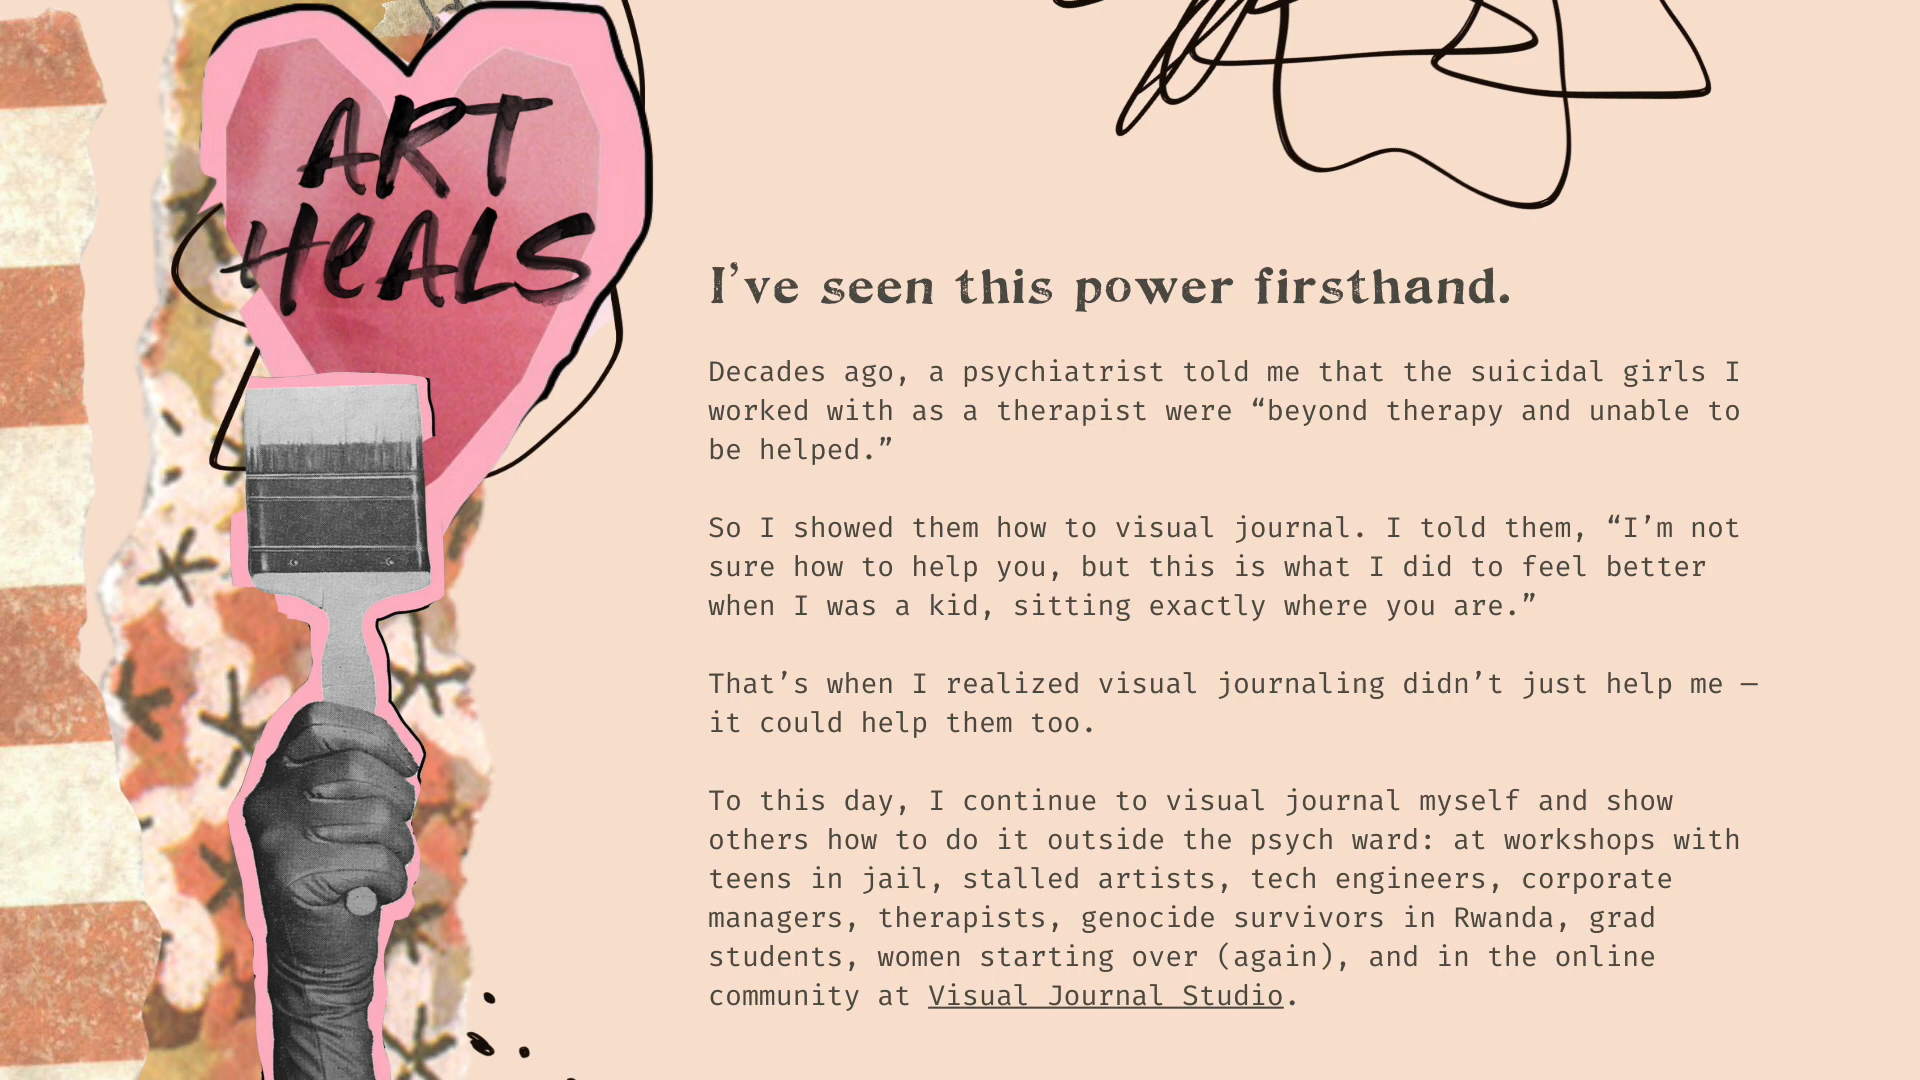 ART
HeALS
I’ve seen this power firsthand.
Decades ago, a psychiatrist told me that the suicidal girls I
worked with as a therapist were “beyond therapy and unable to
be helped.”
So I showed them how to visual journal. I told them, “I’m not
sure how to help you, but this is what I did to feel better
when I was a kid, sitting exactly where you are.”
That’s when I realized visual journaling didn’t just help me –
it could help them too.
To this day, I continue to visual journal myself and show
others how to do it outside the psych ward: at workshops with
teens in jail, stalled artists, tech engineers, corporate
managers, therapists, genocide survivors in Rwanda, grad
students, women starting over (again), and in the online
community at Visual Journal Studio.